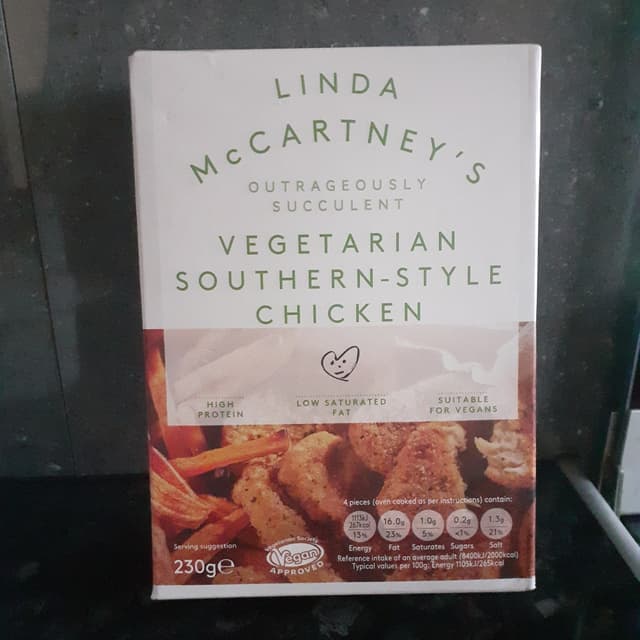 LINDA
McCARTNEY'S
OUTRAGEOUSLY
SUCCULENT
VEGETARIAN
SOUTHERN-STYLE
CHICKEN
HIGH
PROTEIN
LOW SATURATED
FAT
SUITABLE
FOR VEGANS
4 pieces (oven cooked as per instructions) contain:
1113kJ 16.0g 1.0g 0.2g 1.3g
267kcal
13% 23% 5% <1% 21%
Energy Fat Saturates Sugars Salt
Reference intake of an average adult (8400kJ/2000kcal)
Typical values per 100g: Energy 1105kJ/265kcal
Vegetarian Society
Vegan
APPROVED
Serving suggestion
230g℮